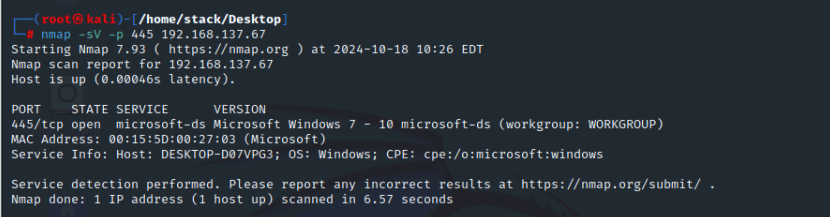 ┌──(root㉿kali)-[/home/stack/Desktop]
└─# nmap -sV -p 445 192.168.137.67
Starting Nmap 7.93 ( https://nmap.org ) at 2024-10-18 10:26 EDT
Nmap scan report for 192.168.137.67
Host is up (0.00046s latency).

PORT    STATE SERVICE      VERSION
445/tcp open  microsoft-ds Microsoft Windows 7 - 10 microsoft-ds (workgroup: WORKGROUP)
MAC Address: 00:15:5D:00:27:03 (Microsoft)
Service Info: Host: DESKTOP-D07VPG3; OS: Windows; CPE: cpe:/o:microsoft:windows

Service detection performed. Please report any incorrect results at https://nmap.org/submit/ .
Nmap done: 1 IP address (1 host up) scanned in 6.57 seconds